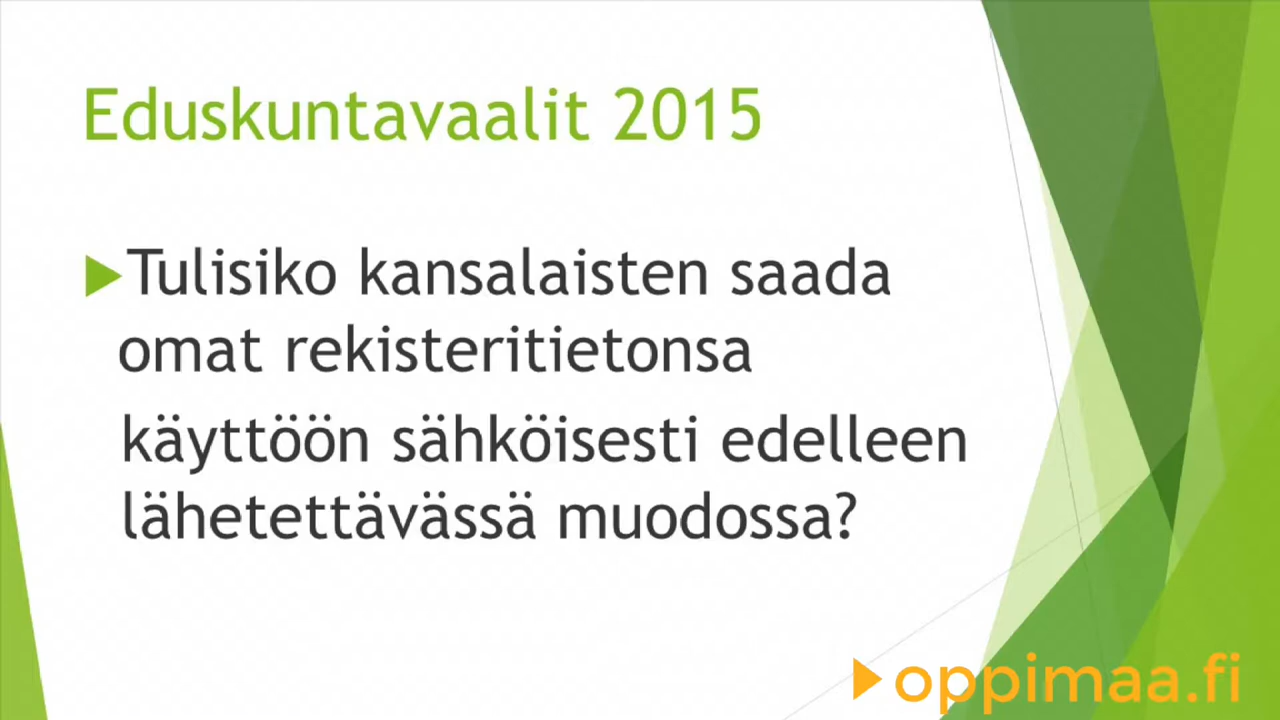 Eduskuntavaalit 2015
Tulisiko kansalaisten saada
omat rekisteritietonsa
käyttöön sähköisesti edelleen
lähetettävässä muodossa?
oppimaa.fi